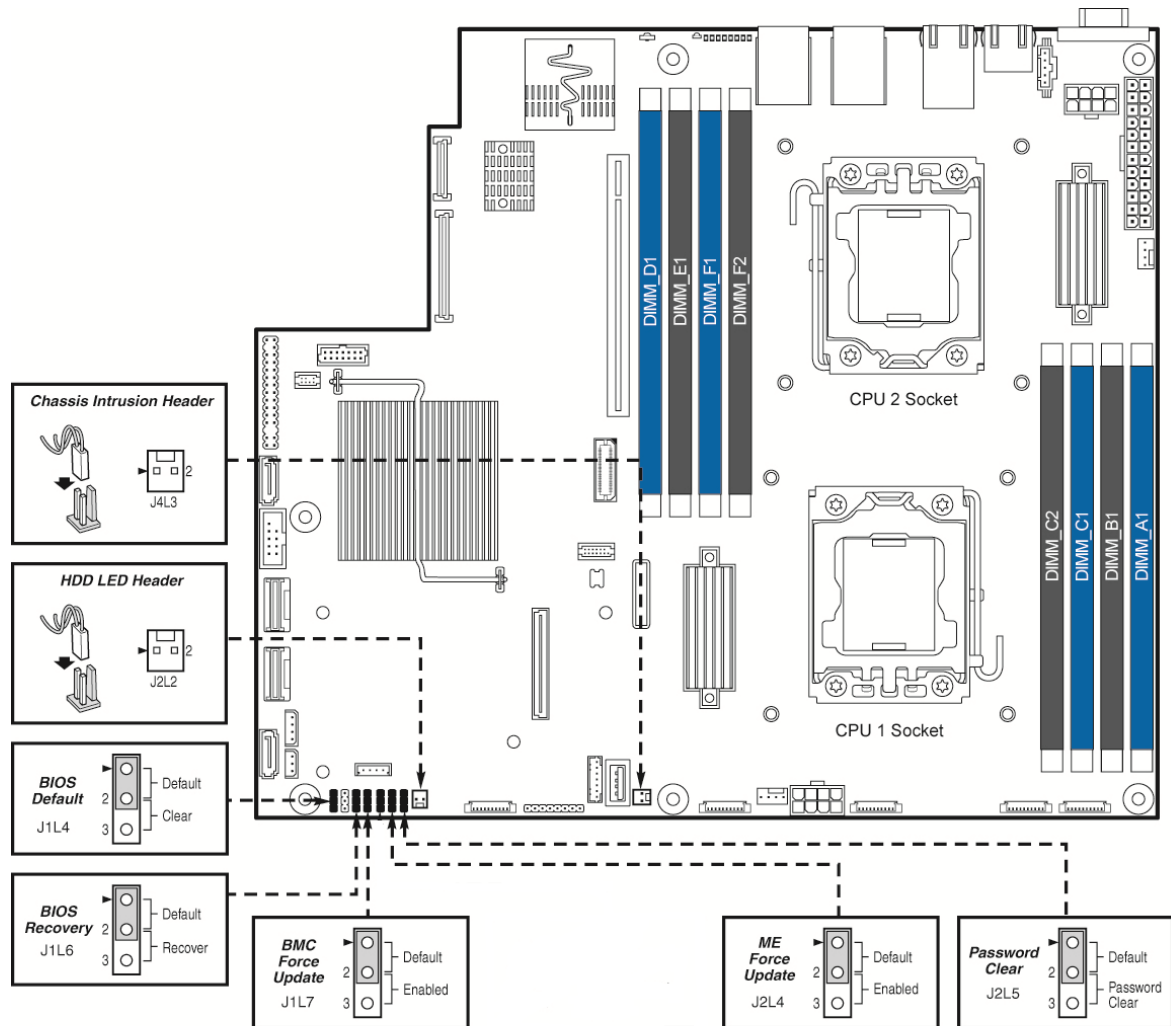 DIMM_D1
DIMM_E1
DIMM_F1
DIMM_F2
CPU 2 Socket
DIMM_C2
DIMM_C1
DIMM_B1
DIMM_A1
CPU 1 Socket
Chassis Intrusion Header
2
J4L3
HDD LED Header
2
J2L2
BIOS
Default
J1L4
2
3
Default
Clear
BIOS
Recovery
J1L6
2
3
Default
Recover
BMC
Force
Update
J1L7
2
3
Default
Enabled
ME
Force
Update
J2L4
2
3
Default
Enabled
Password
Clear
J2L5
2
3
Default
Password
Clear